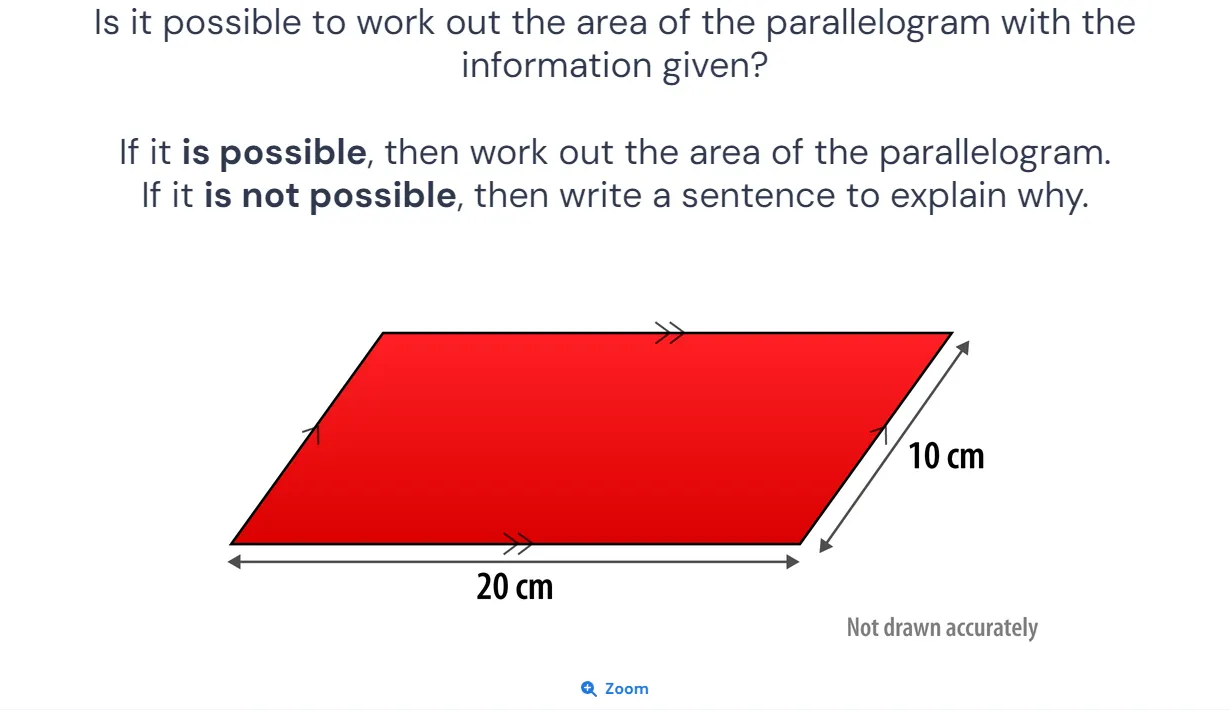 Is it possible to work out the area of the parallelogram with the
information given?
If it is possible, then work out the area of the parallelogram.
If it is not possible, then write a sentence to explain why.
10 cm
20 cm
Not drawn accurately
Zoom